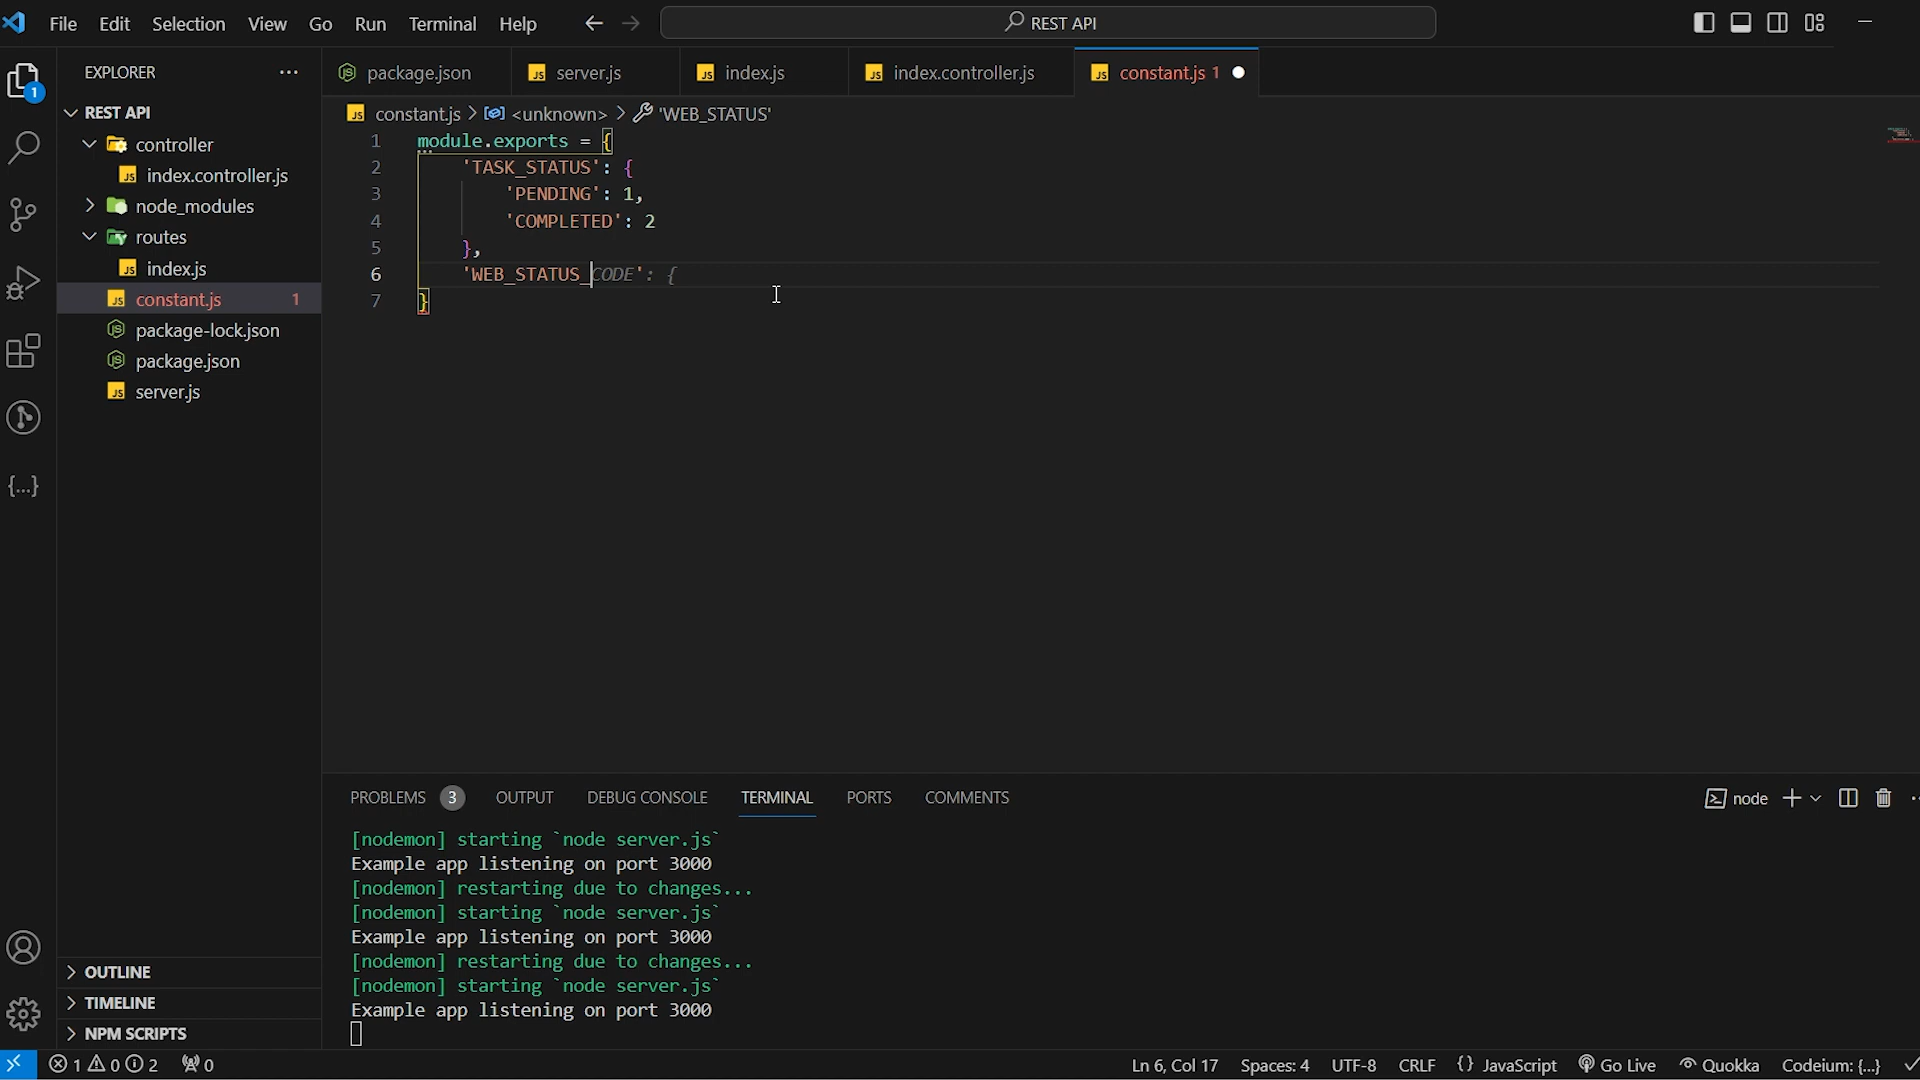 File Edit Selection View Go Run Terminal Help REST API
EXPLORER ...
package.json server.js index.js index.controller.js constant.js 1
REST API
controller
index.controller.js
node_modules
routes
index.js
constant.js 1
package-lock.json
package.json
server.js
constant.js > <unknown> > 'WEB_STATUS'
1 module.exports = {
2 'TASK_STATUS': {
3 'PENDING': 1,
4 'COMPLETED': 2
5 },
6 'WEB_STATUS_CODE': {
7 }
PROBLEMS 3 OUTPUT DEBUG CONSOLE TERMINAL PORTS COMMENTS node
[nodemon] starting `node server.js`
Example app listening on port 3000
[nodemon] restarting due to changes...
[nodemon] starting `node server.js`
Example app listening on port 3000
[nodemon] restarting due to changes...
[nodemon] starting `node server.js`
Example app listening on port 3000
1
{...}
OUTLINE
TIMELINE
NPM SCRIPTS
1 0 2 0 Ln 6, Col 17 Spaces: 4 UTF-8 CRLF {} JavaScript Go Live Quokka Codeium: {...}